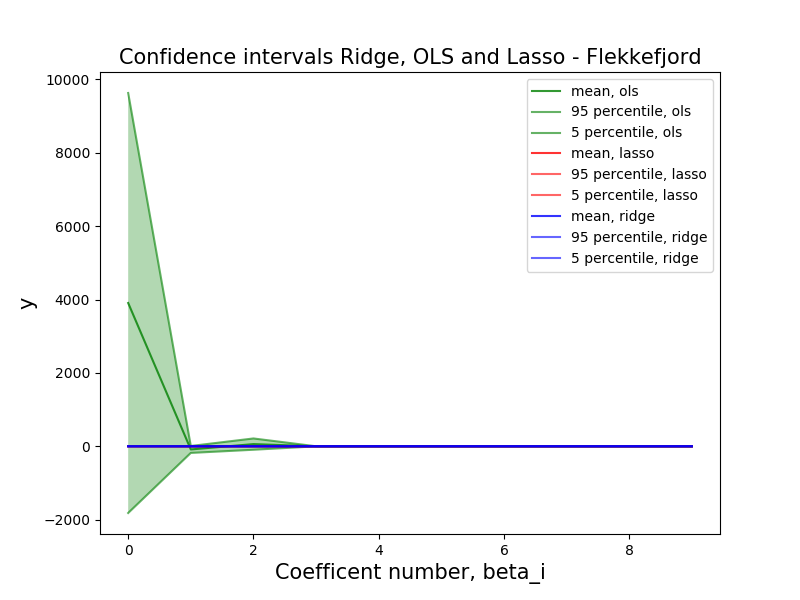 Confidence intervals Ridge, OLS and Lasso - Flekkefjord
mean, ols
95 percentile, ols
5 percentile, ols
mean, lasso
95 percentile, lasso
5 percentile, lasso
mean, ridge
95 percentile, ridge
5 percentile, ridge
10000
8000
6000
4000
2000
0
−2000
y
0 2 4 6 8
Coefficent number, beta_i